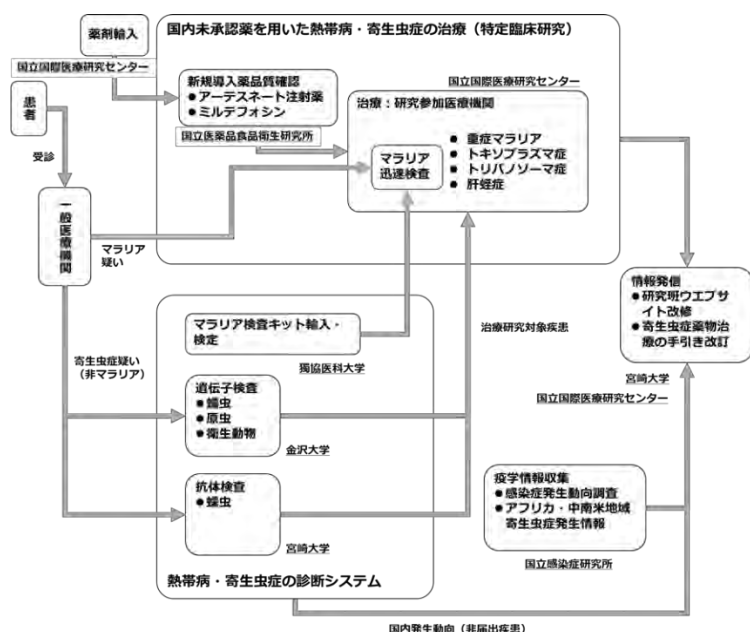 薬剤輸入
国内未承認薬を用いた熱帯病・寄生虫症の治療（特定臨床研究）
国立国際医療研究センター
患者
新規導入薬品質確認
●アーテスネート注射薬
●ミルテフォシン
国立医薬品食品衛生研究所
国立国際医療研究センター
治療：研究参加医療機関
マラリア
迅速検査
●重症マラリア
●トキソプラズマ症
●トリパノソーマ症
●肝蛭症
受診
一般医療機関
マラリア
疑い
情報発信
●研究班ウエブサ
イト改修
●寄生虫症薬物治
療の手引き改訂
宮崎大学
国立国際医療研究センター
マラリア検査キット輸入・
検定
獨協医科大学
治療研究対象疾患
寄生虫症疑い
（非マラリア）
遺伝子検査
●蠕虫
●原虫
●衛生動物
金沢大学
抗体検査
●蠕虫
宮崎大学
疫学情報収集
●感染症発生動向調査
●アフリカ・中南米地域
寄生虫症発生情報
国立感染症研究所
熱帯病・寄生虫症の診断システム
国内発生動向（非届出疾患）